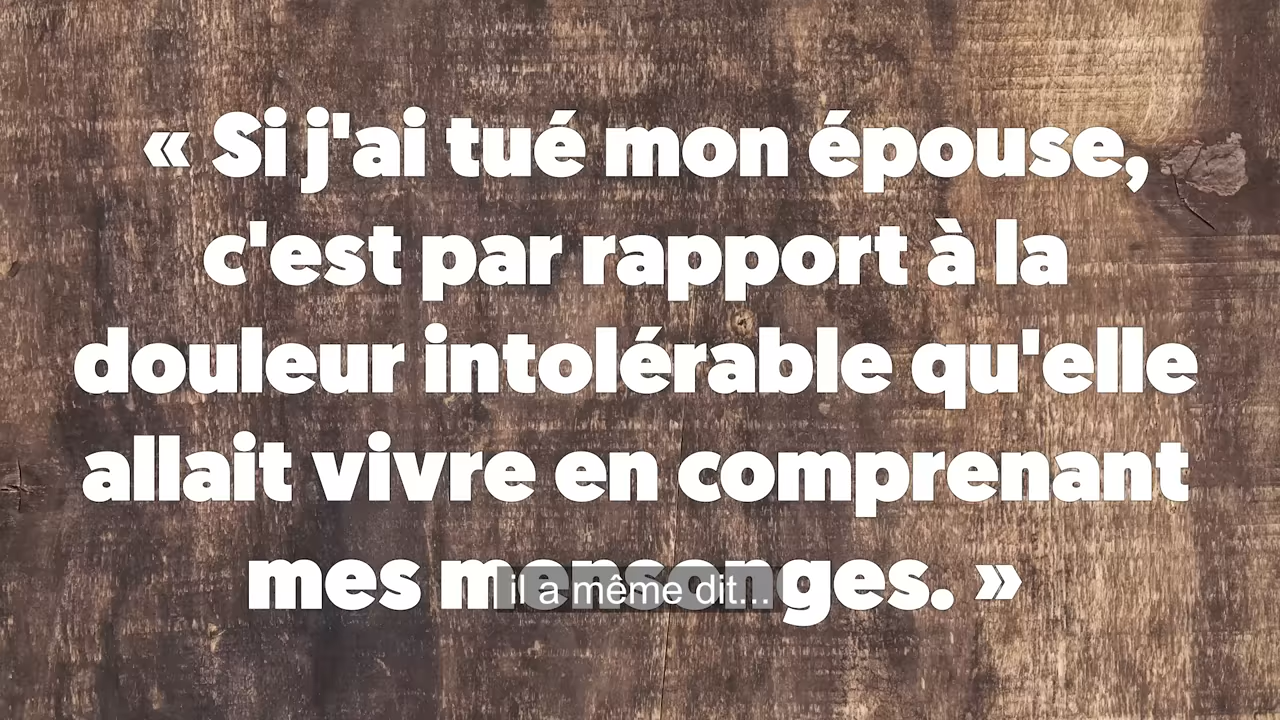 « Si j'ai tué mon épouse,
c'est par rapport à la
douleur intolérable qu'elle
allait vivre en comprenant
mes mensonges. »
il a même dit...